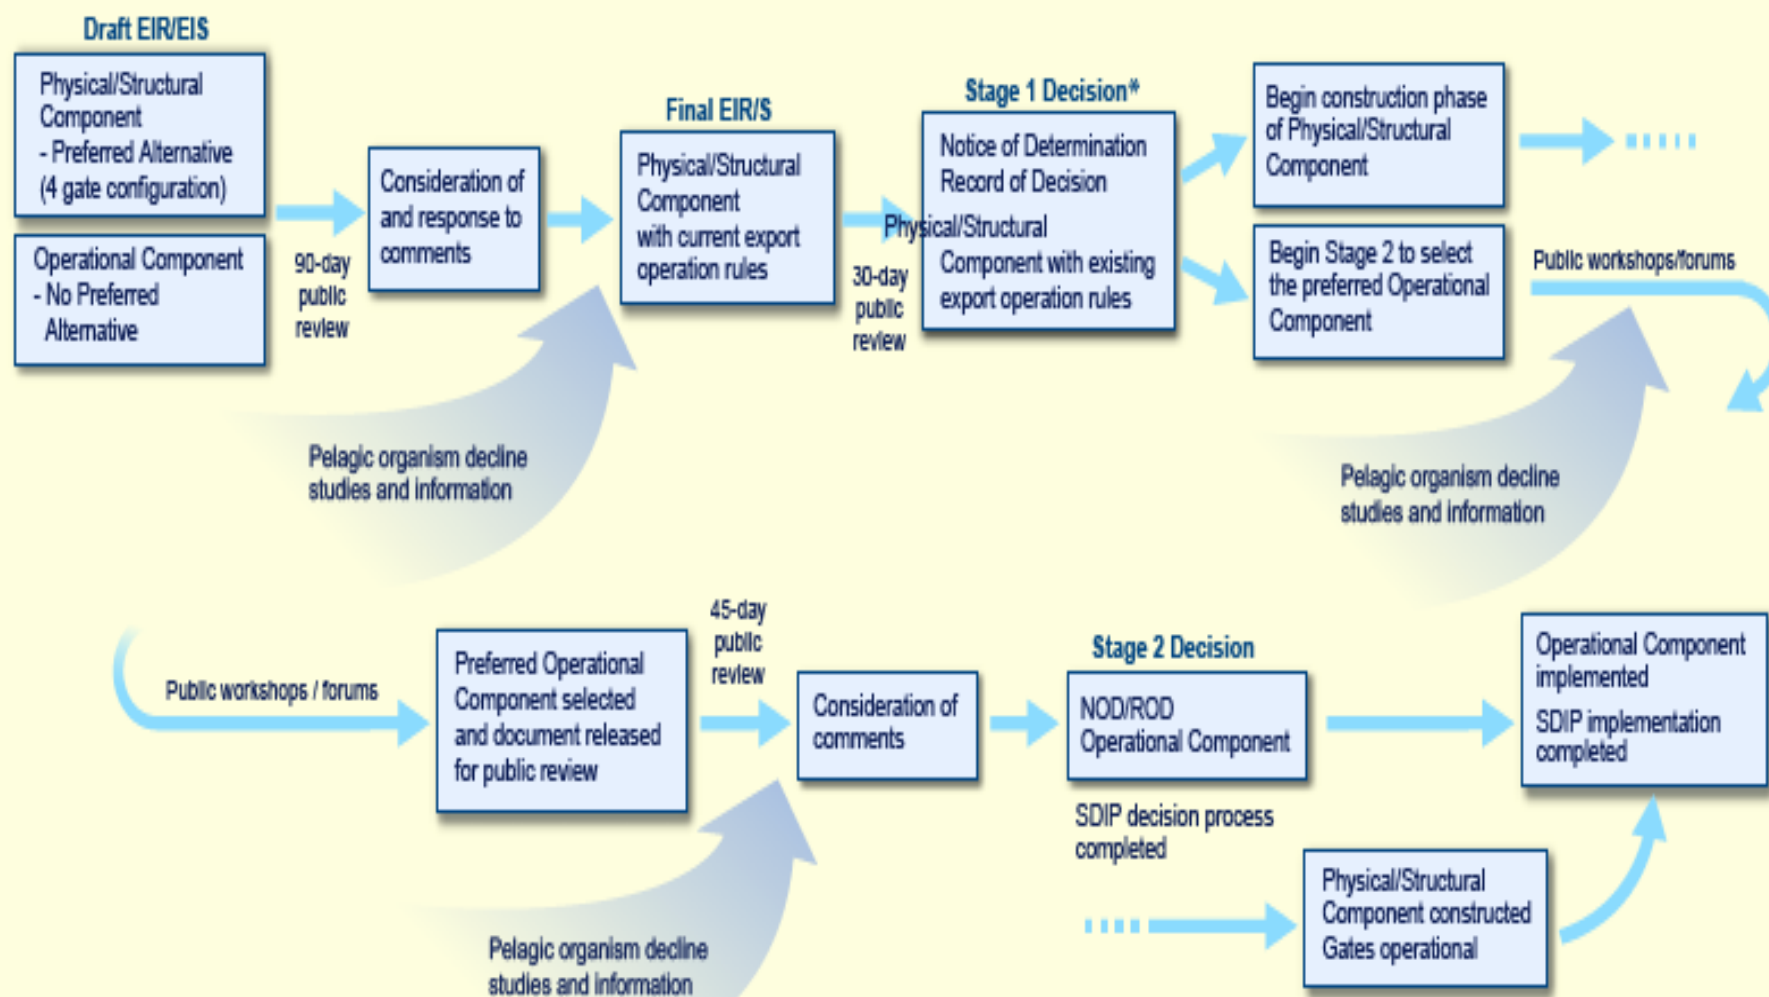 Draft EIR/EIS
Physical/Structural
Component
- Preferred Alternative
(4 gate configuration)
Operational Component
- No Preferred
Alternative
90-day
public
review
Consideration of
and response to
comments
Final EIR/S
Physical/Structural
Component
with current export
operation rules
30-day
public
review
Stage 1 Decision*
Notice of Determination
Record of Decision
Physical/Structural
Component with existing
export operation rules
Begin construction phase
of Physical/Structural
Component
Begin Stage 2 to select
the preferred Operational
Component
Public workshops/forums
Pelagic organism decline
studies and information
Pelagic organism decline
studies and information
Public workshops / forums
Preferred Operational
Component selected
and document released
for public review
45-day
public
review
Consideration of
comments
Stage 2 Decision
NOD/ROD
Operational Component
SDIP decision process
completed
Operational Component
implemented
SDIP implementation
completed
Physical/Structural
Component constructed
Gates operational
Pelagic organism decline
studies and information